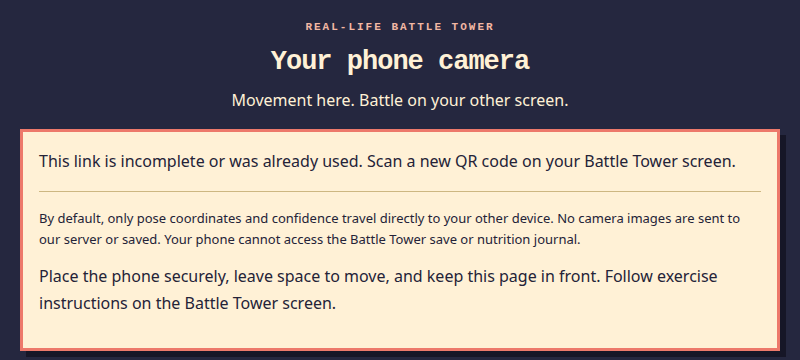 REAL-LIFE BATTLE TOWER
Your phone camera
Movement here. Battle on your other screen.
This link is incomplete or was already used. Scan a new QR code on your Battle Tower screen.
By default, only pose coordinates and confidence travel directly to your other device. No camera images are sent to
our server or saved. Your phone cannot access the Battle Tower save or nutrition journal.
Place the phone securely, leave space to move, and keep this page in front. Follow exercise
instructions on the Battle Tower screen.